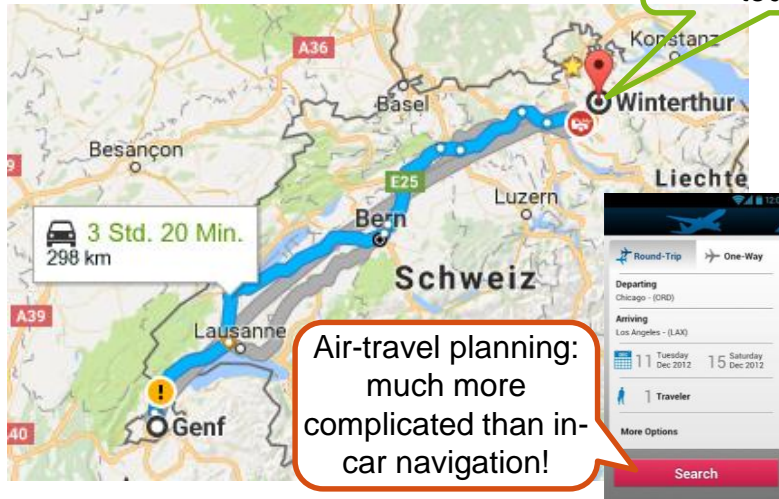 A36
Konstanz
Basel
Winterthur
Besançon
E25
Luzern
Liechte
3 Std. 20 Min.
298 km
Bern
Schweiz
A39
Lausanne
40
Genf
Air-travel planning:
much more
complicated than in-
car navigation!
Round-Trip
One-Way
Departing
Chicago - (ORD)
Arriving
Los Angeles - (LAX)
11 Tuesday
Dec 2012
15 Saturday
Dec 2012
1 Traveler
More Options
Search